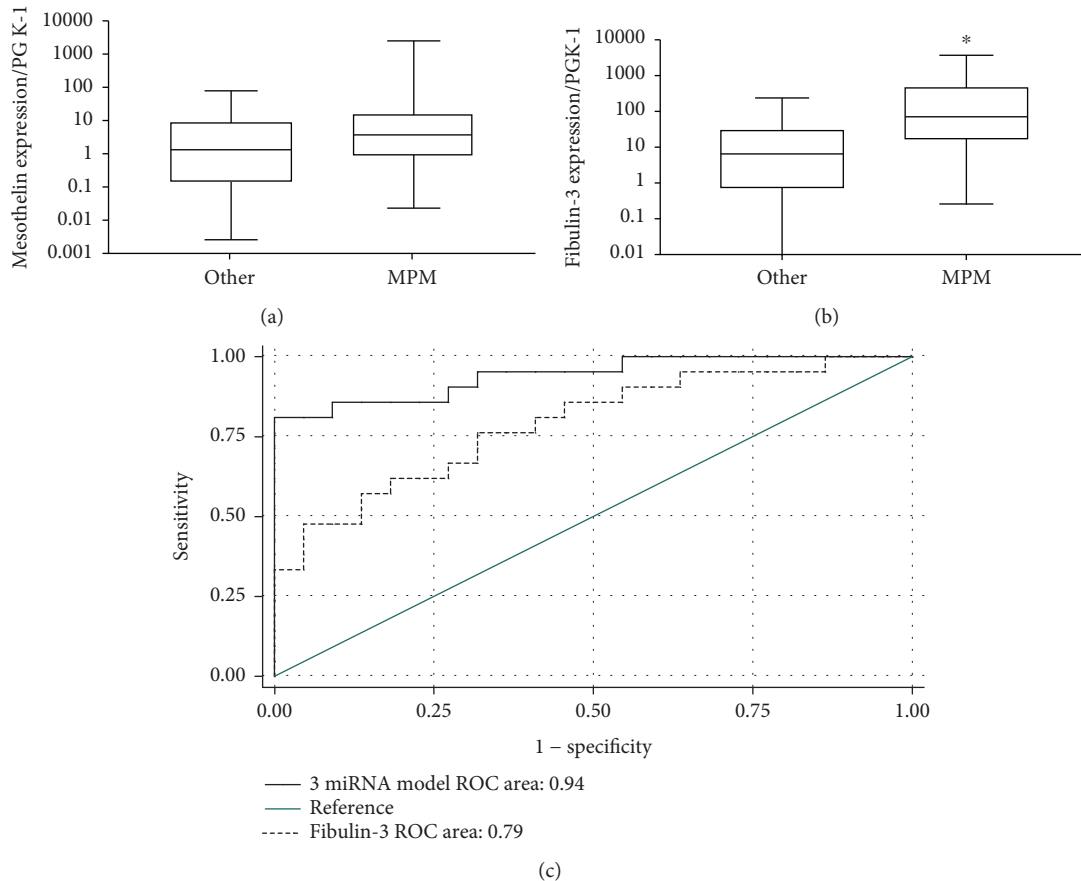 Mesothelin expression/PG K-1
10000
1000
100
10
1
0.1
0.01
0.001
Other
MPM
(a)
Fibulin-3 expression/PGK-1
10000
1000
100
10
1
0.1
0.01
*
Other
MPM
(b)
Sensitivity
1.00
0.75
0.50
0.25
0.00
0.00
0.25
0.50
0.75
1.00
1 − specificity
3 miRNA model ROC area: 0.94
Reference
Fibulin-3 ROC area: 0.79
(c)